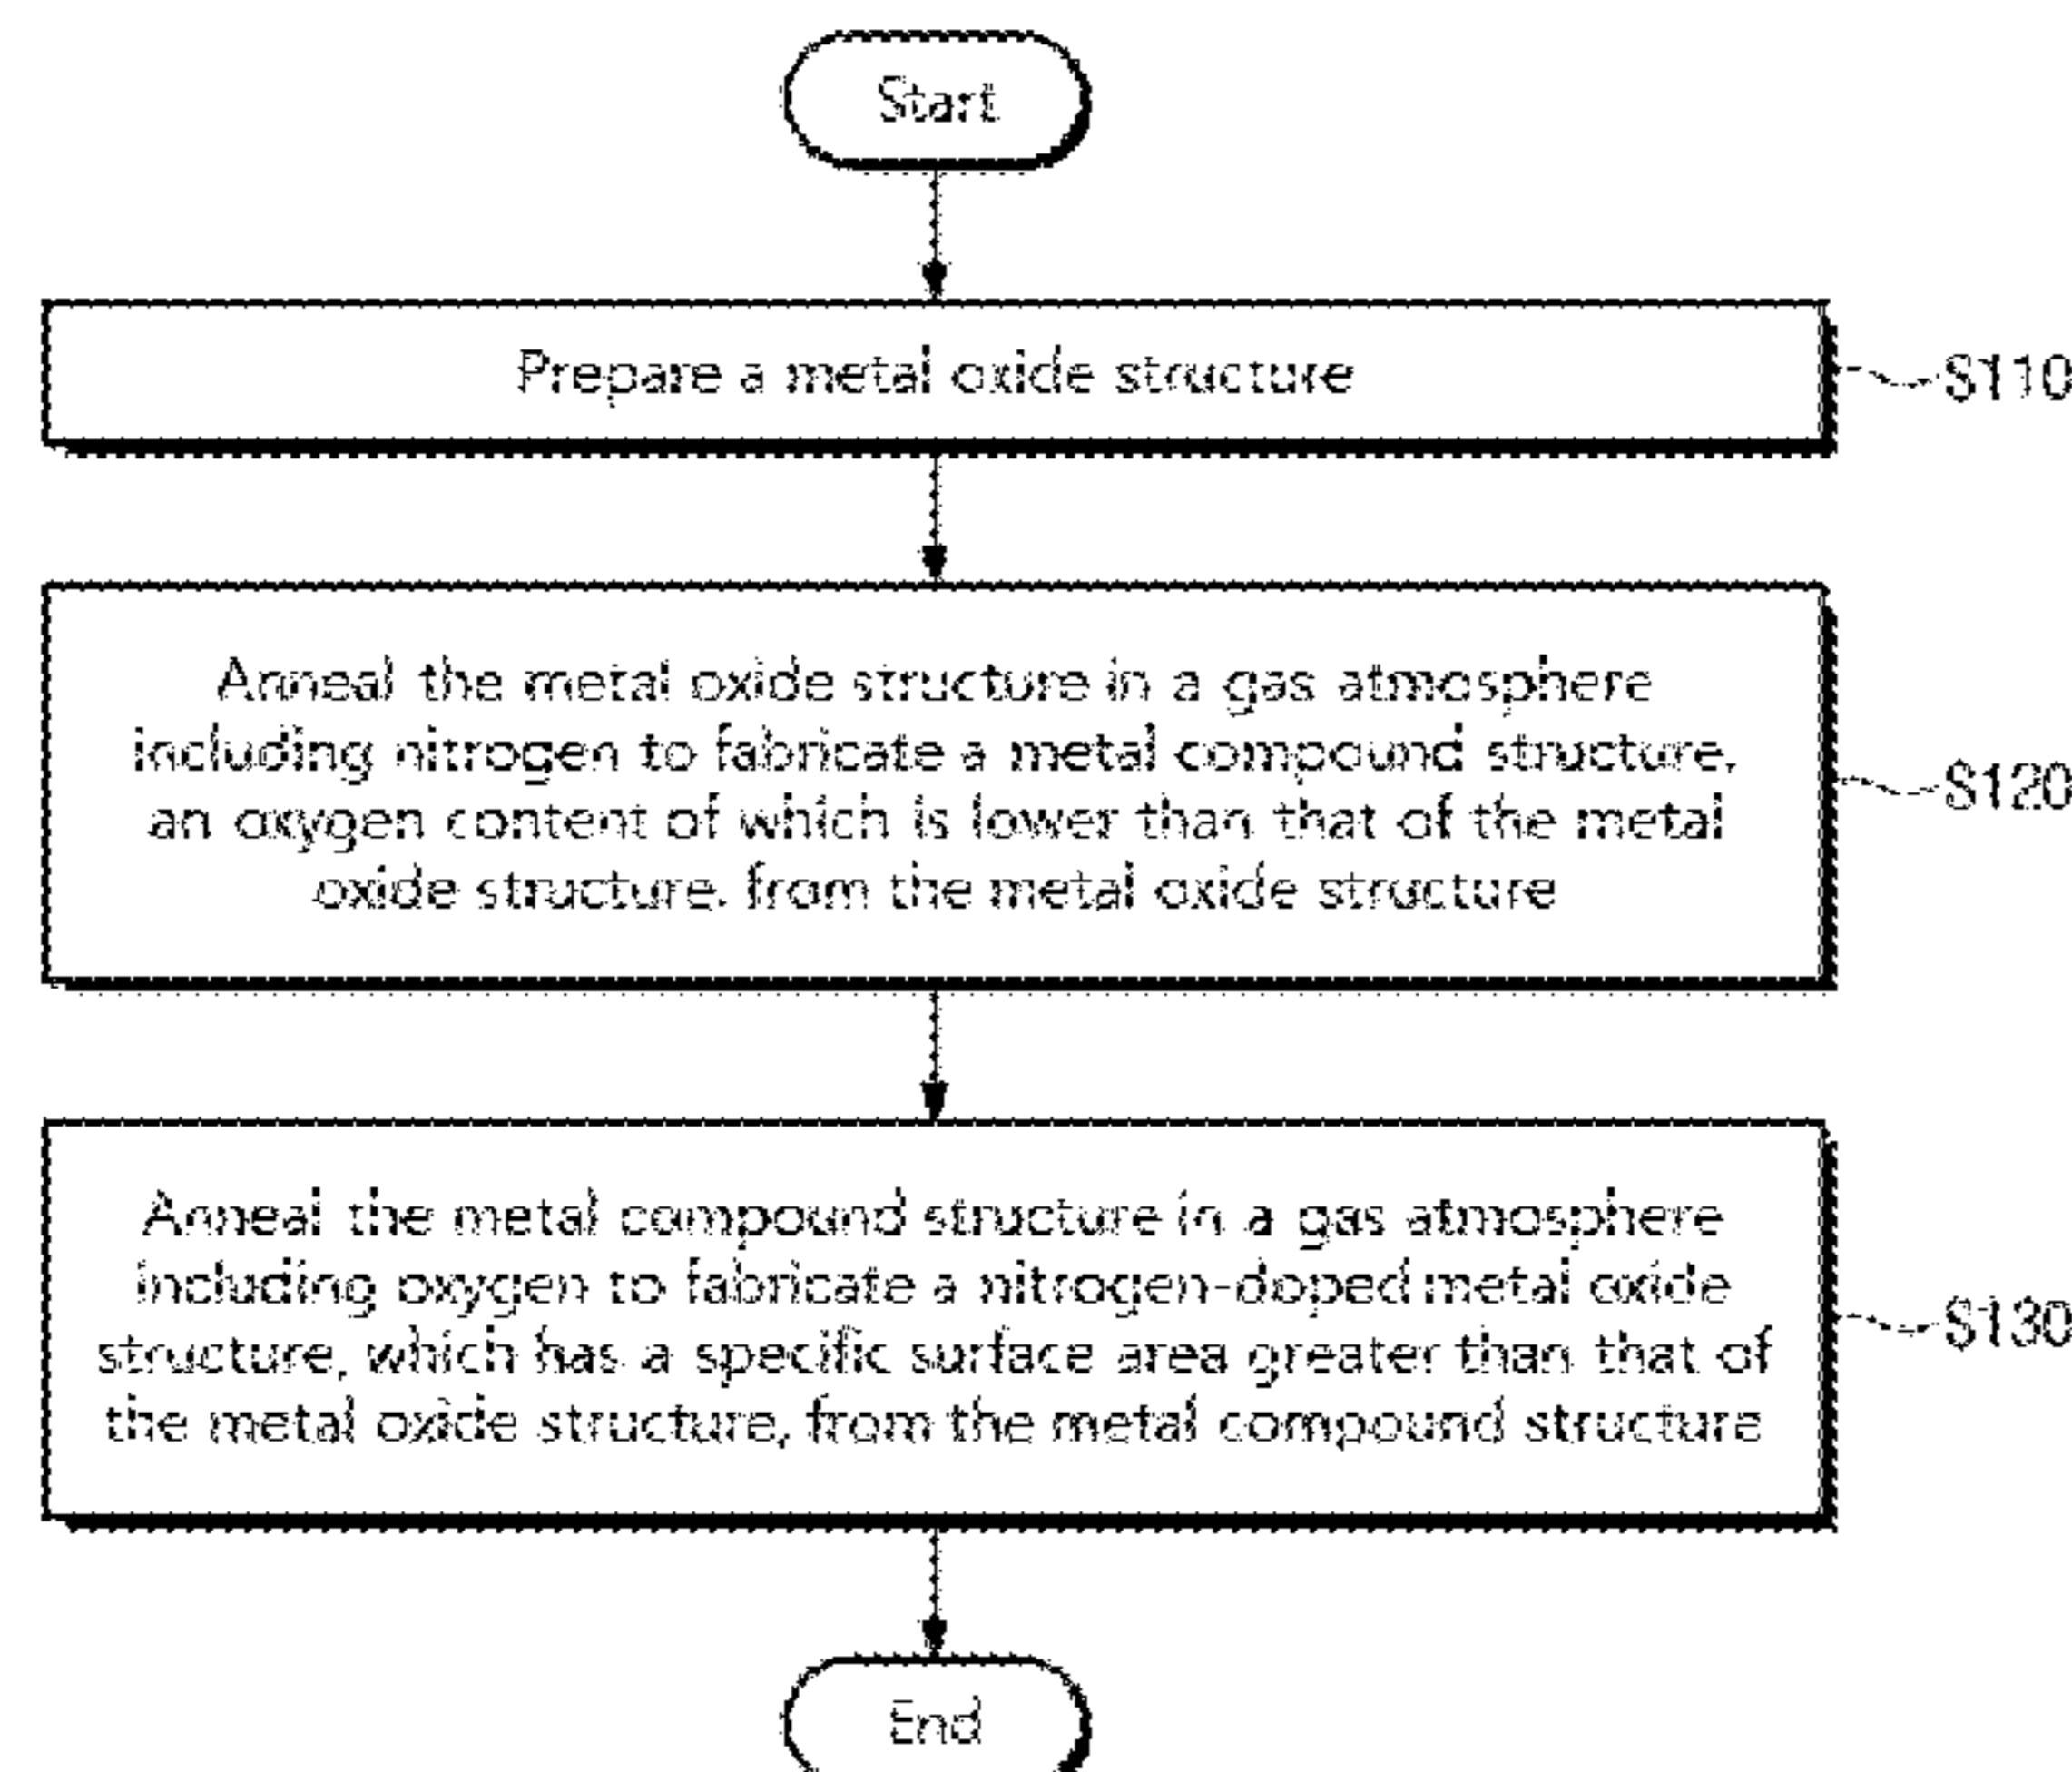 Start
Prepare a metal oxide structure
S110
Anneal the metal oxide structure in a gas atmosphere
including nitrogen to fabricate a metal compound structure,
an oxygen content of which is lower than that of the metal
oxide structure, from the metal oxide structure
S120
Anneal the metal compound structure in a gas atmosphere
including oxygen to fabricate a nitrogen-doped metal oxide
structure, which has a specific surface area greater than that of
the metal oxide structure, from the metal compound structure
S130
End